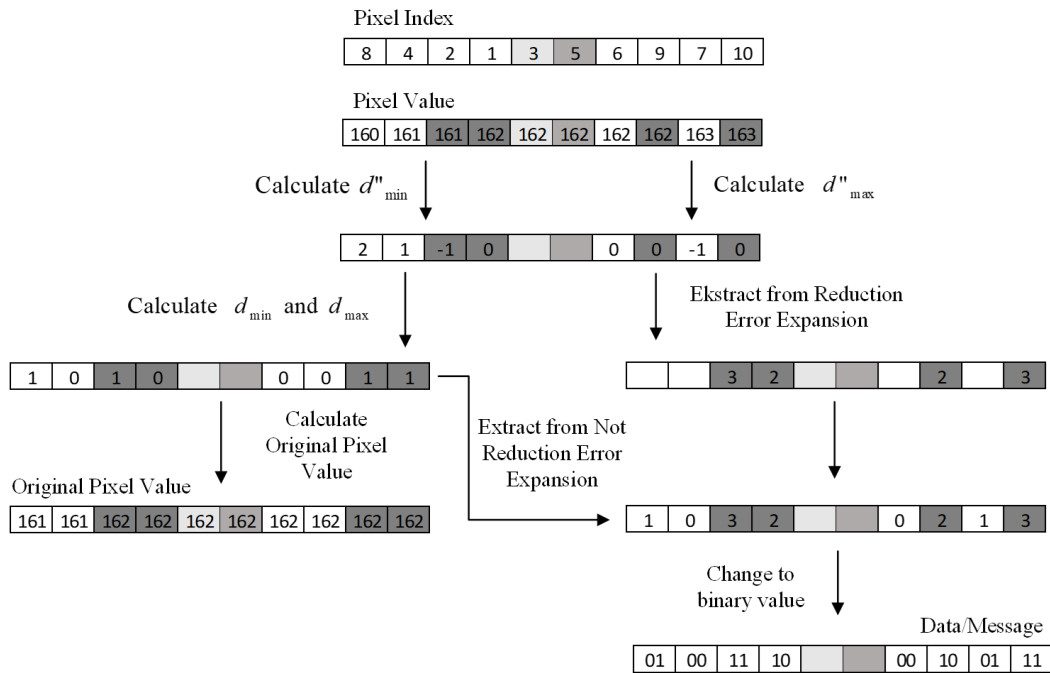 Pixel Index
8 4 2 1 3 5 6 9 7 10
Pixel Value
160 161 161 162 162 162 162 162 163 163
Calculate d"min
Calculate d"max
2 1 -1 0 0 0 -1 0
Calculate dmin and dmax
Ekstract from Reduction
Error Expansion
1 0 1 0 0 0 1 1
3 2 2 3
Calculate
Original Pixel
Value
Extract from Not
Reduction Error
Expansion
Original Pixel Value
161 161 162 162 162 162 162 162 162 162
1 0 3 2 0 2 1 3
Change to
binary value
Data/Message
01 00 11 10 00 10 01 11